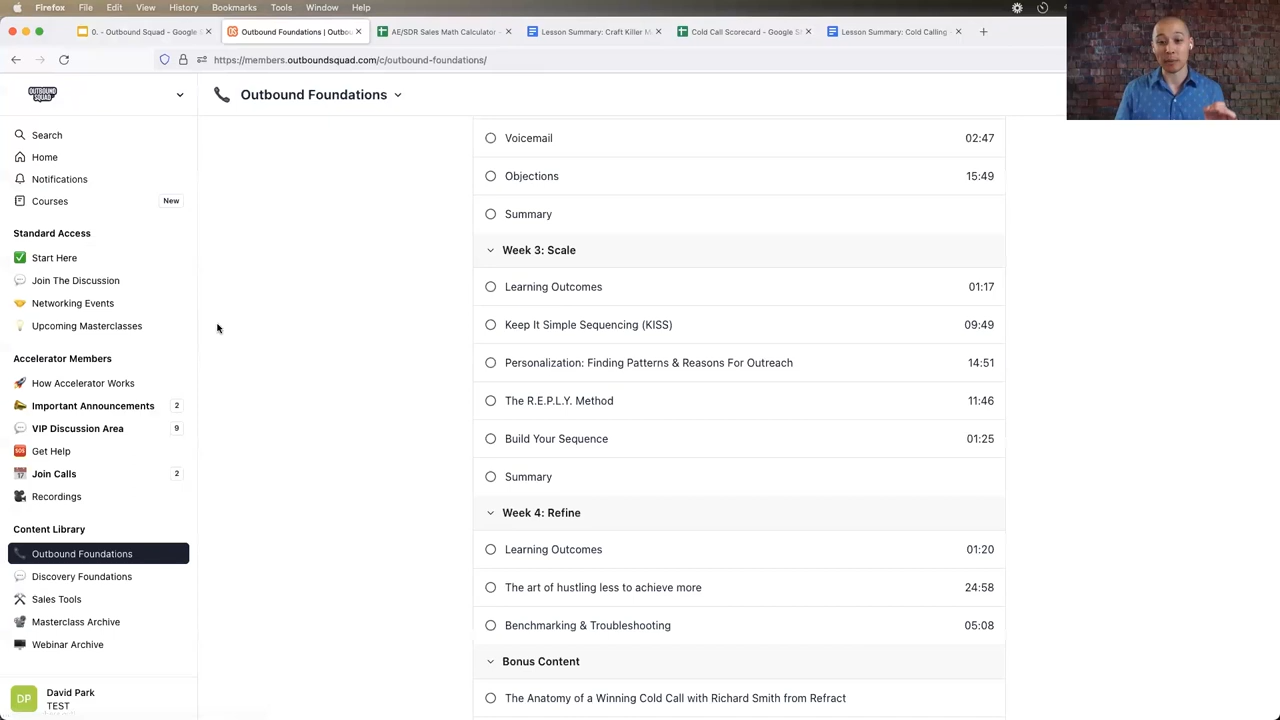 Firefox File Edit View History Bookmarks Tools Window Help
0. - Outbound Squad - Google
Outbound Foundations | Outbou
AE/SDR Sales Math Calculator -
Lesson Summary: Craft Killer M
Cold Call Scorecard - Google S
Lesson Summary: Cold Calling -
https://members.outboundsquad.com/c/outbound-foundations/
OUTBOUND
SQUAD
Outbound Foundations
Search
Home
Notifications
Courses New
Standard Access
Start Here
Join The Discussion
Networking Events
Upcoming Masterclasses
Accelerator Members
How Accelerator Works
Important Announcements 2
VIP Discussion Area 9
SOS Get Help
17 Join Calls 2
Recordings
Content Library
Outbound Foundations
Discovery Foundations
Sales Tools
Masterclass Archive
Webinar Archive
DP David Park
TEST
Voicemail 02:47
Objections 15:49
Summary
Week 3: Scale
Learning Outcomes 01:17
Keep It Simple Sequencing (KISS) 09:49
Personalization: Finding Patterns & Reasons For Outreach 14:51
The R.E.P.L.Y. Method 11:46
Build Your Sequence 01:25
Summary
Week 4: Refine
Learning Outcomes 01:20
The art of hustling less to achieve more 24:58
Benchmarking & Troubleshooting 05:08
Bonus Content
The Anatomy of a Winning Cold Call with Richard Smith from Refract